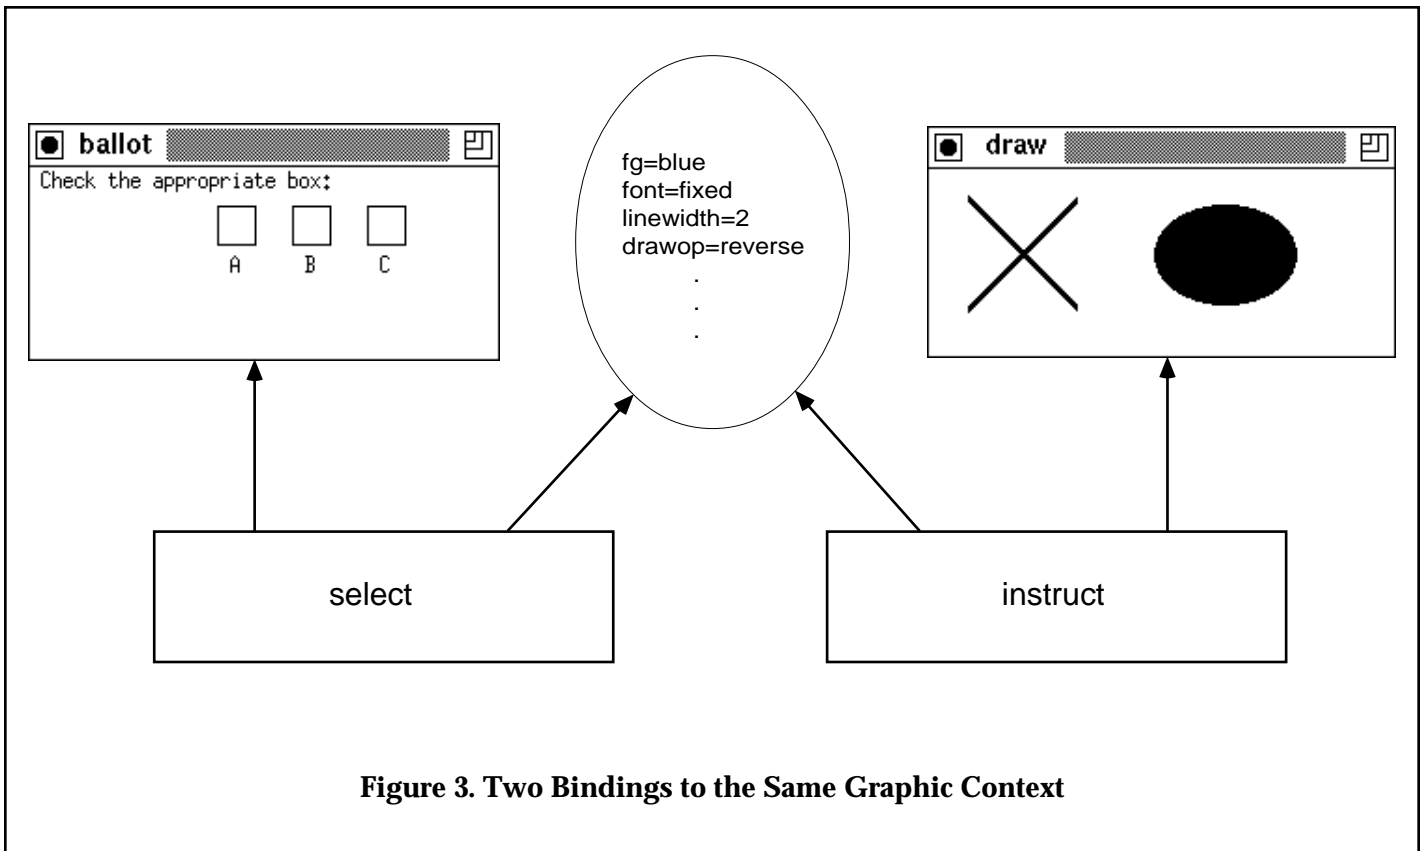 ballot
Check the appropriate box:
A B C
fg=blue
font=fixed
linewidth=2
drawop=reverse
.
.
.
draw
select
instruct
Figure 3. Two Bindings to the Same Graphic Context